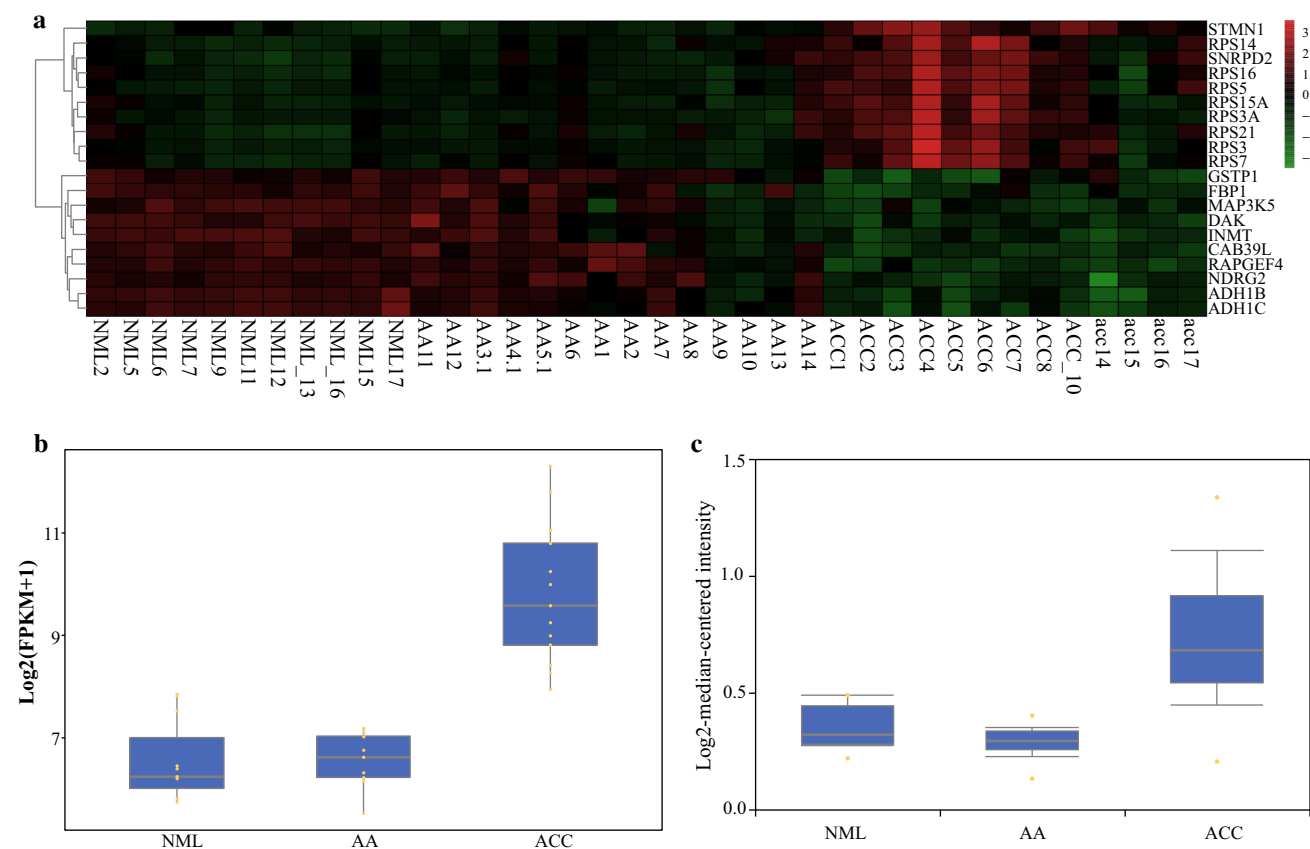 a
3
2
1
0
–
–
–
STMN1
RPS14
SNRPD2
RPS16
RPS5
RPS15A
RPS3A
RPS21
RPS3
RPS7
GSTP1
FBP1
MAP3K5
DAK
INMT
CAB39L
RAPGEF4
NDRG2
ADH1B
ADH1C
NML2
NML5
NML6
NML7
NML9
NML11
NML12
NML_13
NML_16
NML15
NML17
AA11
AA12
AA3.1
AA4.1
AA5.1
AA6
AA1
AA2
AA7
AA8
AA9
AA10
AA13
AA14
ACC1
ACC2
ACC3
ACC4
ACC5
ACC6
ACC7
ACC8
ACC_10
acc14
acc15
acc16
acc17
b
Log2(FPKM+1)
11
9
7
NML
AA
ACC
c
Log2-median-centered intensity
1.5
1.0
0.5
0.0
NML
AA
ACC